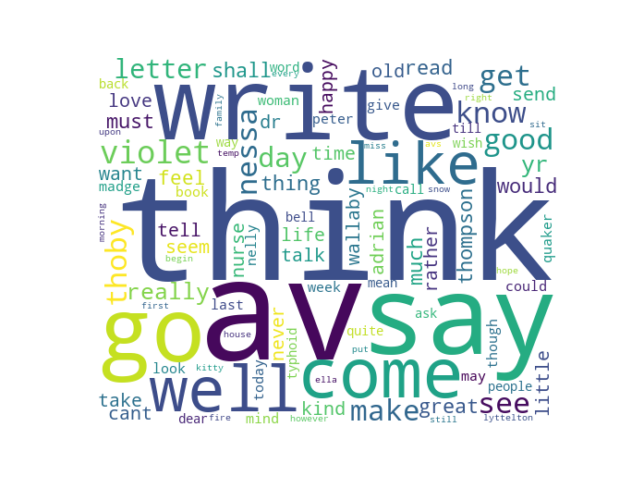 letter shall word every happy old read get long
back love write give know right send
must woman peter till good
upon family nessa dr like sit
violet way day time miss avs wish yr
want temp feel thing think night call snow would
madge book wallaby
morning tell bell adrian much rather thompson quaker
thoby seem nurse nelly life talk
begin really av say mean hope could
first last go week
house never typhoid quite ask though
look kitty well today ella come put may people little
take cant kind make great see
dear fire mind however still lyttelton